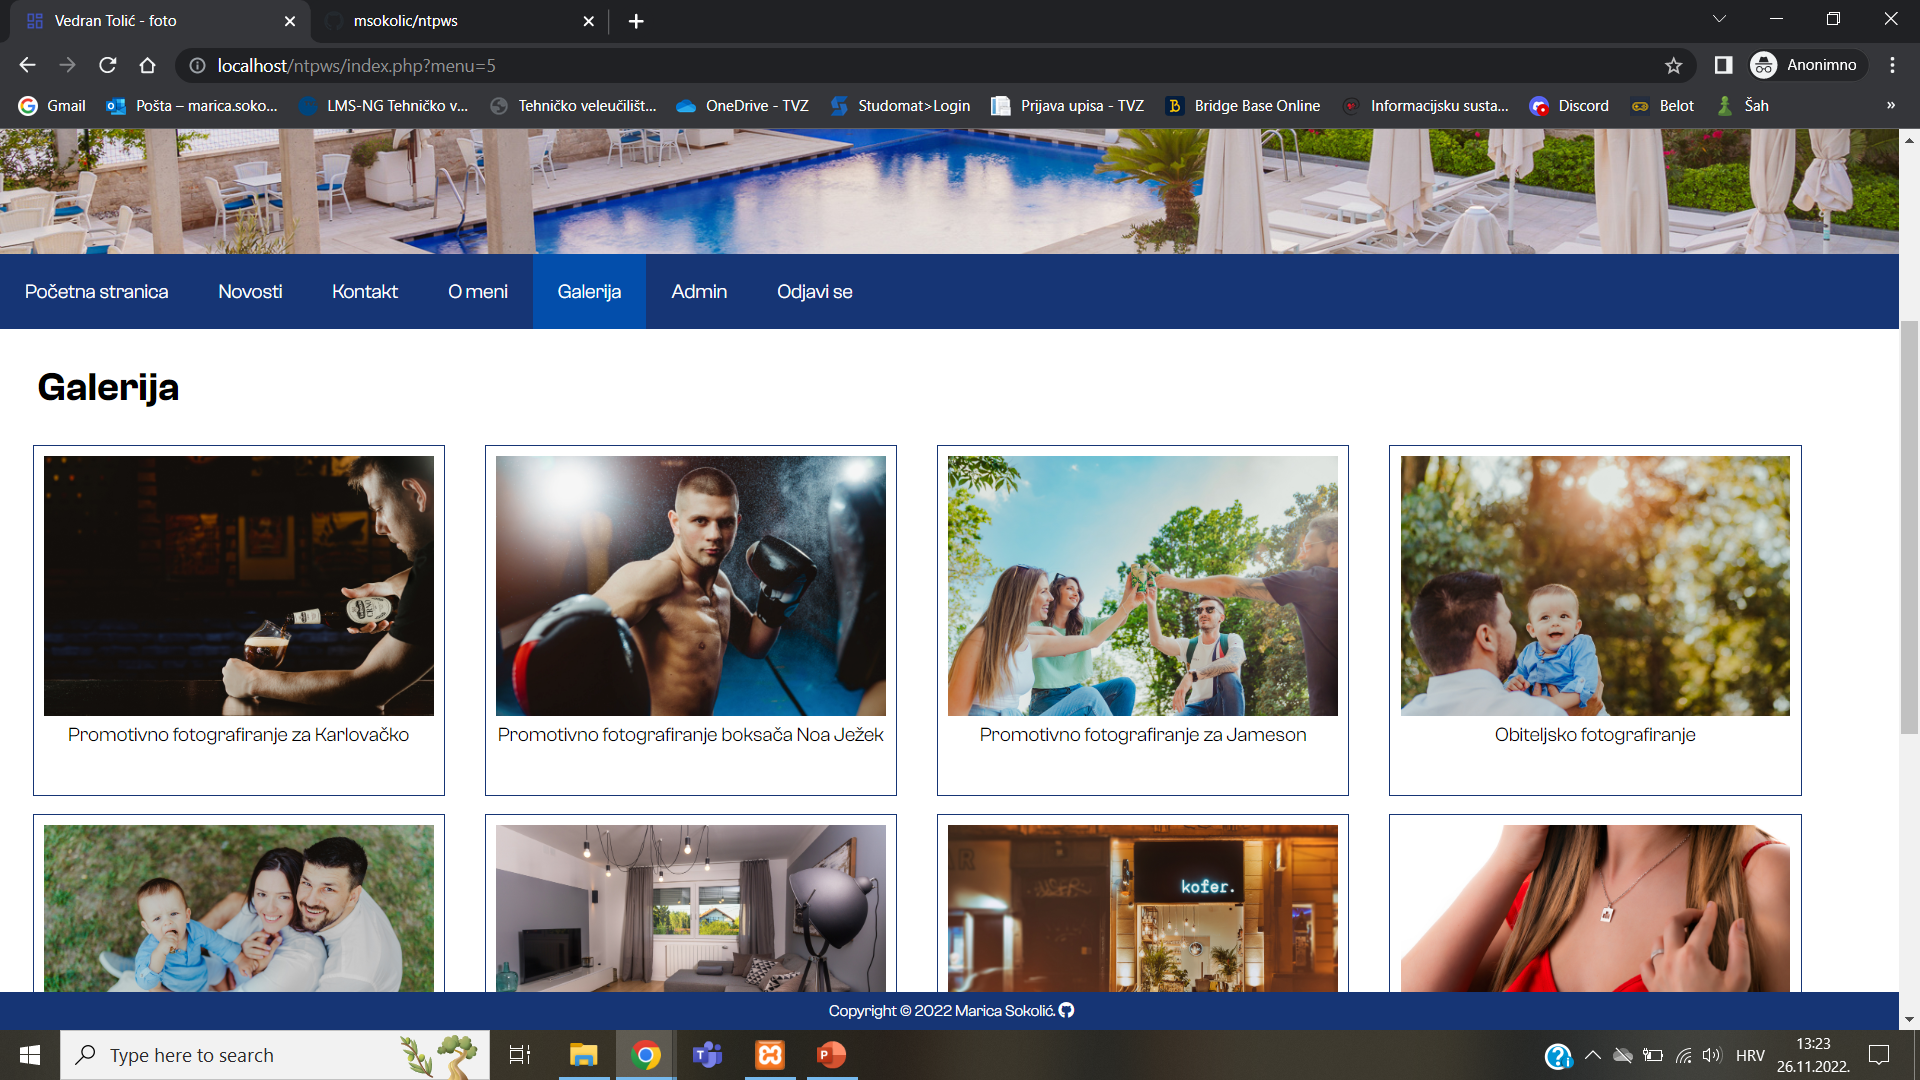 Vedran Tolić - foto
msokolic/ntpws
localhost/ntpws/index.php?menu=5
Anonimno
Gmail
Pošta – marica.soko...
LMS-NG Tehničko v...
Tehničko veleučilišt...
OneDrive - TVZ
Studomat>Login
Prijava upisa - TVZ
Bridge Base Online
Informacijsku susta...
Discord
Belot
Šah
»
Početna stranica
Novosti
Kontakt
O meni
Galerija
Admin
Odjavi se
Galerija
Promotivno fotografiranje za Karlovačko
Promotivno fotografiranje boksača Noa Ježek
Promotivno fotografiranje za Jameson
Obiteljsko fotografiranje
kofer.
Copyright © 2022 Marica Sokolić.
Type here to search
HRV
13:23
26.11.2022.